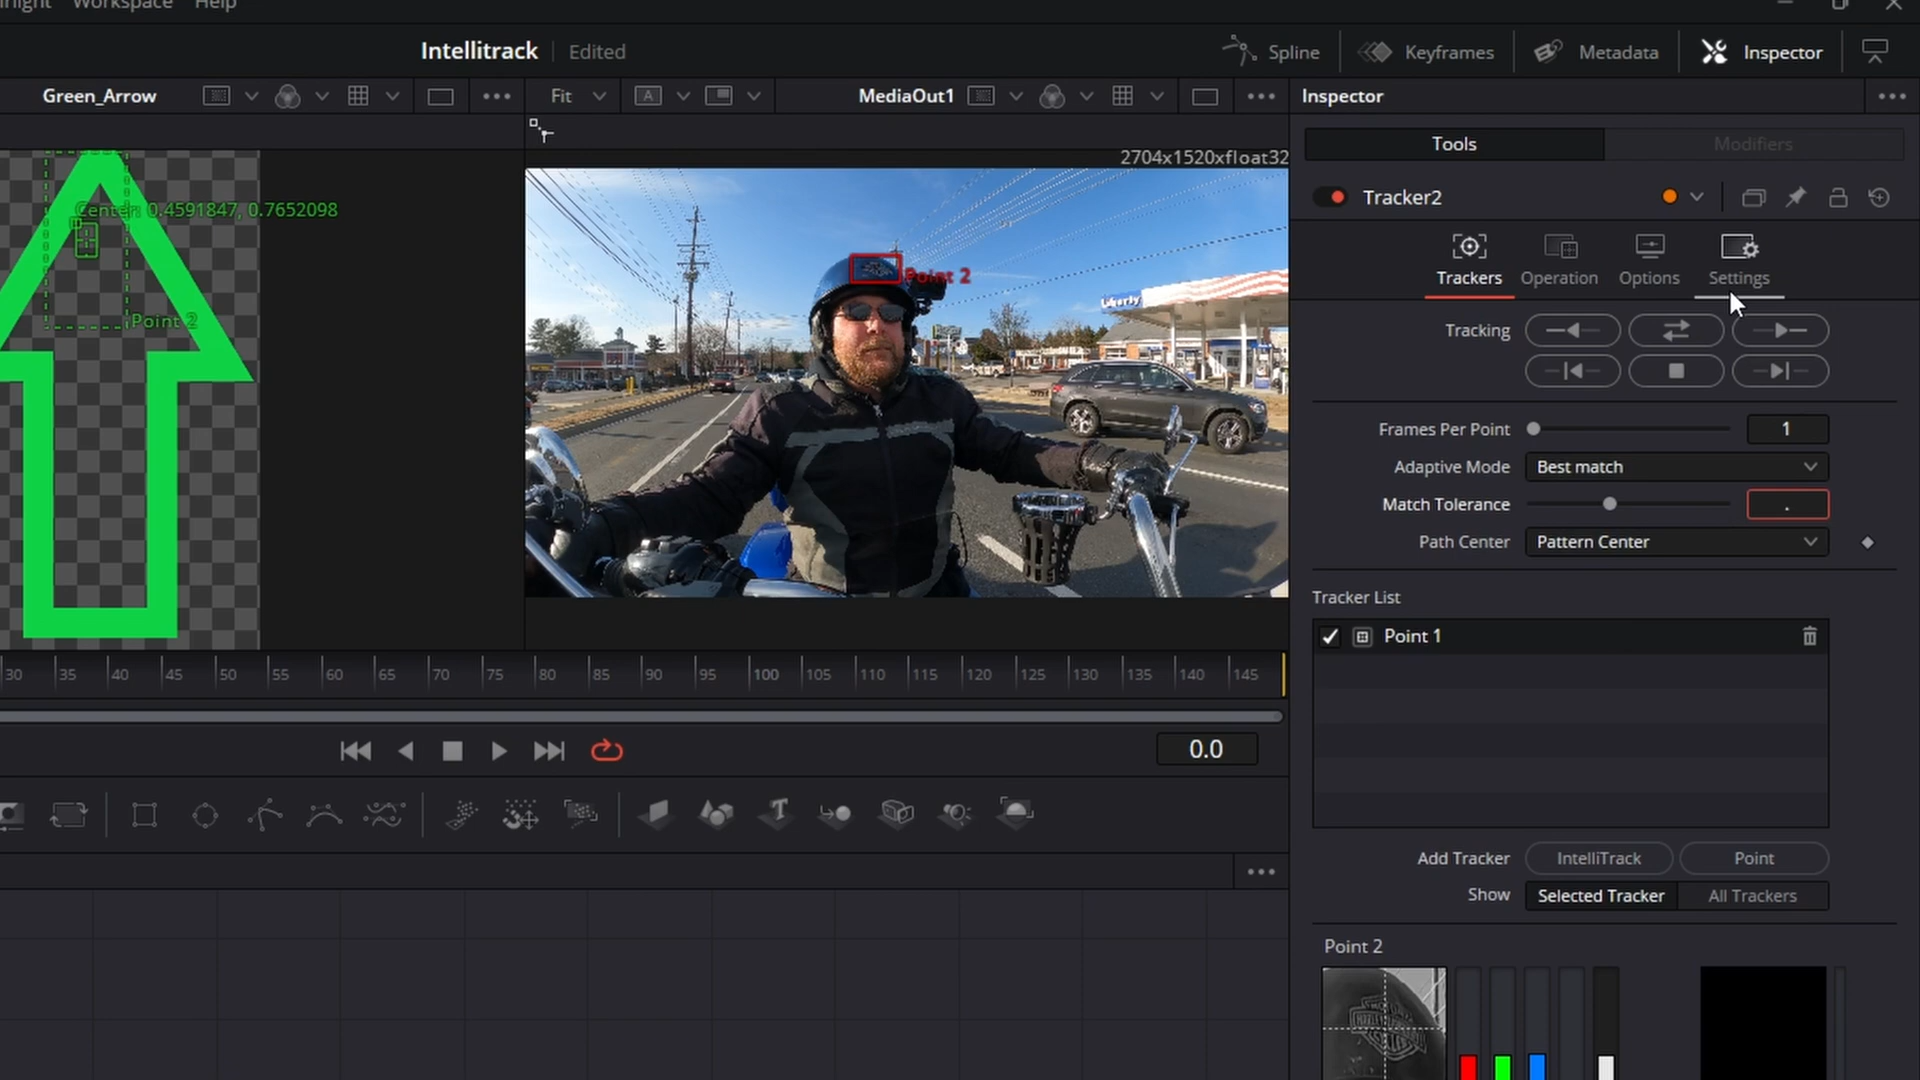 Workspace Help
Intellitrack Edited
Spline Keyframes Metadata Inspector
Green_Arrow Fit A MediaOut1 Inspector
2704x1520xfloat32
Tools Modifiers
Tracker2
Center: 0.4591847, 0.7652098
Point 2
Point 2
Liberty
Trackers Operation Options Settings
Tracking
Frames Per Point 1
Adaptive Mode Best match
Match Tolerance .
Path Center Pattern Center
Tracker List
Point 1
30 35 40 45 50 55 60 65 70 75 80 85 90 95 100 105 110 115 120 125 130 135 140 145
0.0
Add Tracker IntelliTrack Point
Show Selected Tracker All Trackers
Point 2